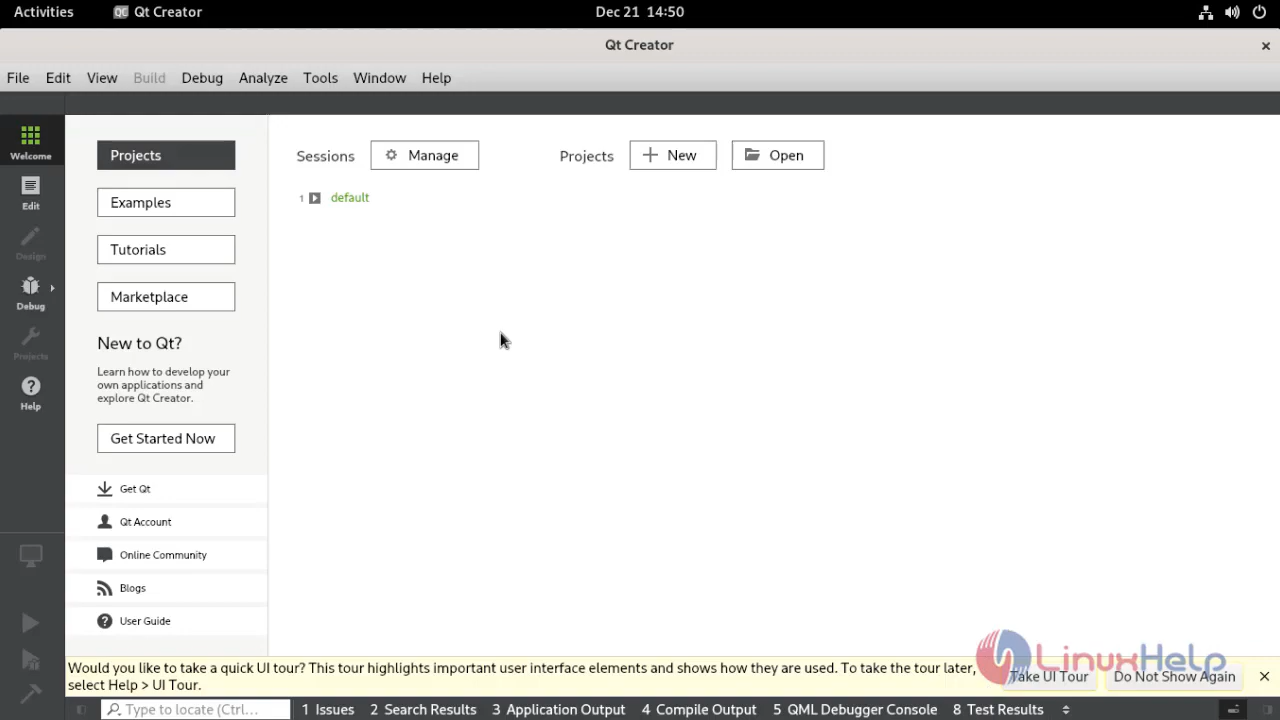 Activities Qt Creator Dec 21 14:50
Qt Creator
File Edit View Build Debug Analyze Tools Window Help
Welcome
Edit
Design
Debug
Projects
Help
Projects
Examples
Tutorials
Marketplace
New to Qt?
Learn how to develop your
own applications and
explore Qt Creator.
Get Started Now
Get Qt
Qt Account
Online Community
Blogs
User Guide
Sessions Manage Projects New Open
1 default
LinuxHelp
Would you like to take a quick UI tour? This tour highlights important user interface elements and shows how they are used. To take the tour later,
select Help > UI Tour.
Take UI Tour Do Not Show Again
Type to locate (Ctrl... 1 Issues 2 Search Results 3 Application Output 4 Compile Output 5 QML Debugger Console 8 Test Results